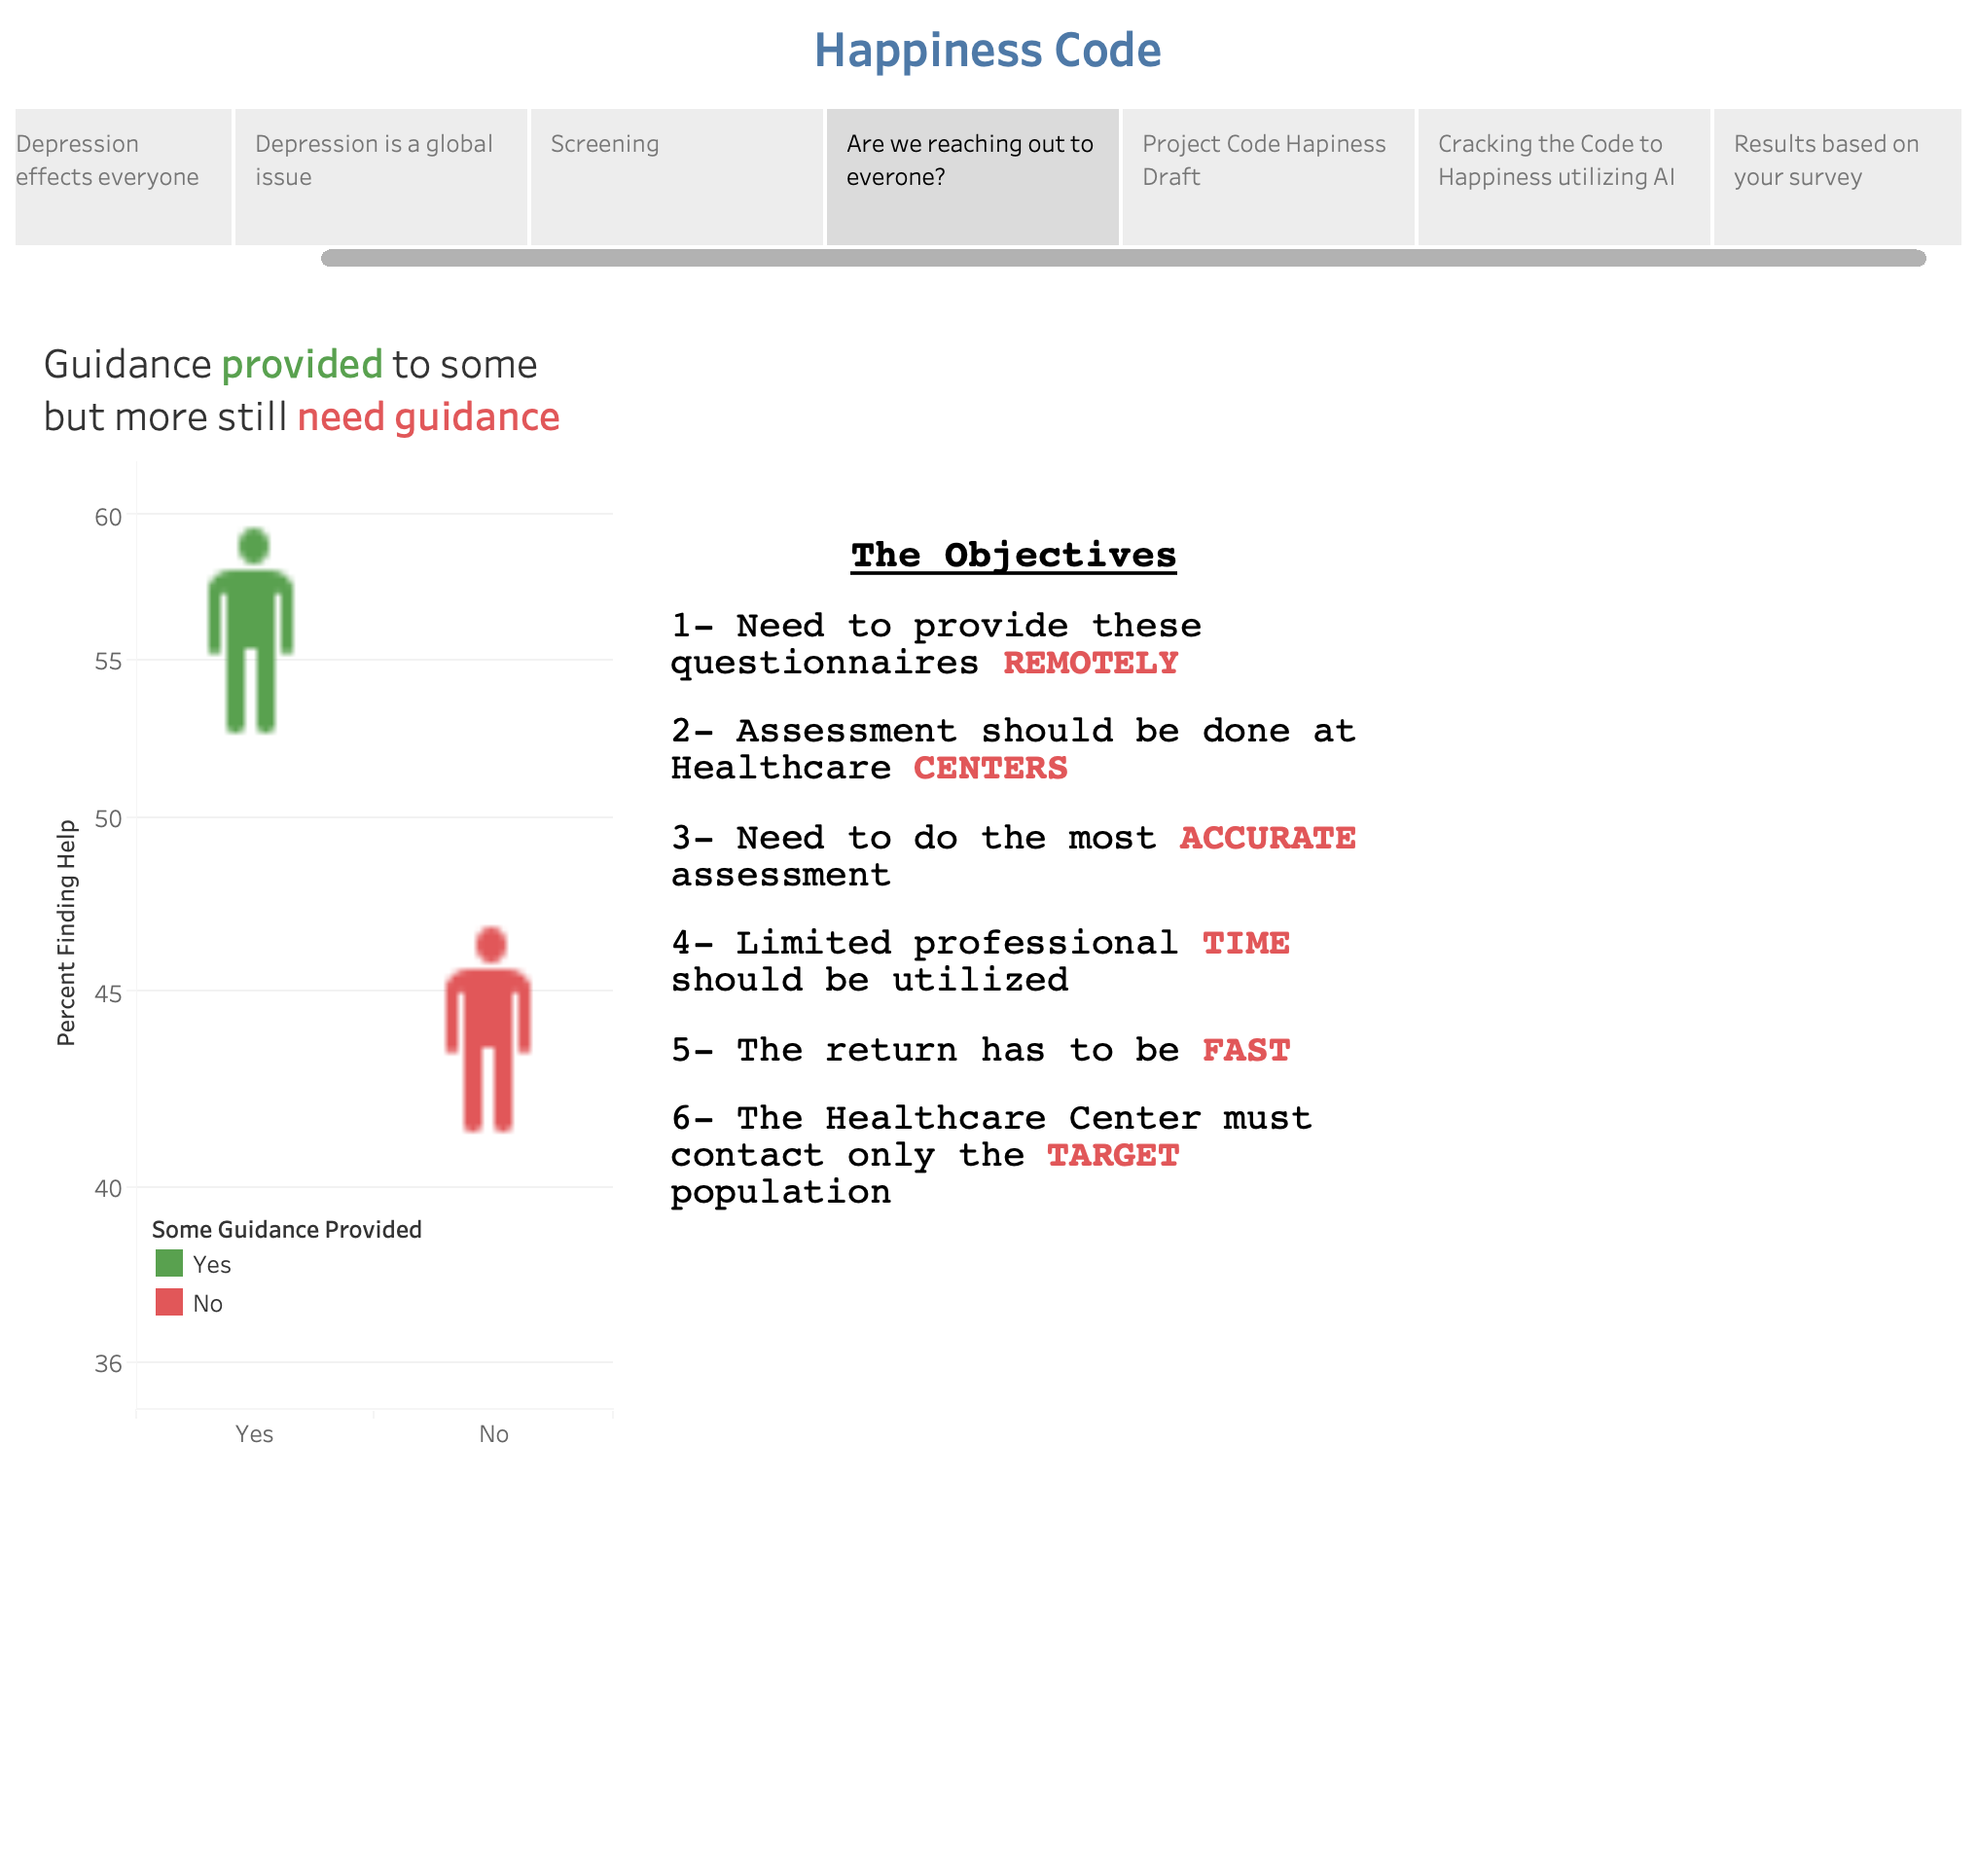 Happiness Code
Depression
effects everyone
Depression is a global
issue
Screening
Are we reaching out to
everone?
Project Code Hapiness
Draft
Cracking the Code to
Happiness utilizing AI
Results based on
your survey
Guidance provided to some
but more still need guidance
60
55
50
45
40
36
Percent Finding Help
Some Guidance Provided
Yes
No
Yes
No
The Objectives
1- Need to provide these
questionnaires REMOTELY
2- Assessment should be done at
Healthcare CENTERS
3- Need to do the most ACCURATE
assessment
4- Limited professional TIME
should be utilized
5- The return has to be FAST
6- The Healthcare Center must
contact only the TARGET
population